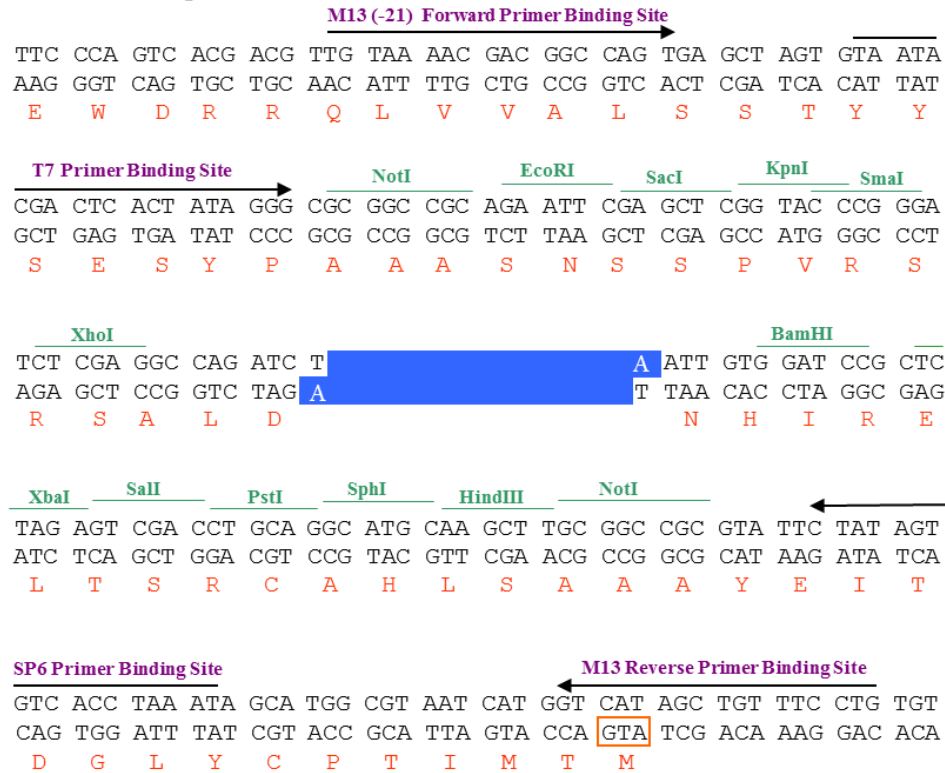 M13 (-21) Forward Primer Binding Site
TTC CCA GTC ACG ACG TTG TAA AAC GAC GGC CAG TGA GCT AGT GTA ATA
AAG GGT CAG TGC TGC AAC ATT TTG CTG CCG GTC ACT CGA TCA CAT TAT
E W D R R Q L V V A L S S T Y Y
T7 Primer Binding Site NotI EcoRI SacI KpnI SmaI
CGA CTC ACT ATA GGG CGC GGC CGC AGA ATT CGA GCT CGG TAC CCG GGA
GCT GAG TGA TAT CCC GCG CCG GCG TCT TAA GCT CGA GCC ATG GGC CCT
S E S Y P A A A S N S S P V R S
XhoI BamHI
TCT CGA GGC CAG ATC T A ATT GTG GAT CCG CTC
AGA GCT CCG GTC TAG A T TAA CAC CTA GGC GAG
R S A L D N H I R E
XbaI SalI PstI SphI HindIII NotI
TAG AGT CGA CCT GCA GGC ATG CAA GCT TGC GGC CGC GTA TTC TAT AGT
ATC TCA GCT GGA CGT CCG TAC GTT CGA ACG CCG GCG CAT AAG ATA TCA
L T S R C A H L S A A A Y E I T
SP6 Primer Binding Site M13 Reverse Primer Binding Site
GTC ACC TAA ATA GCA TGG CGT AAT CAT GGT CAT AGC TGT TTC CTG TGT
CAG TGG ATT TAT CGT ACC GCA TTA GTA CCA GTA TCG ACA AAG GAC ACA
D G L Y C P T I M T M